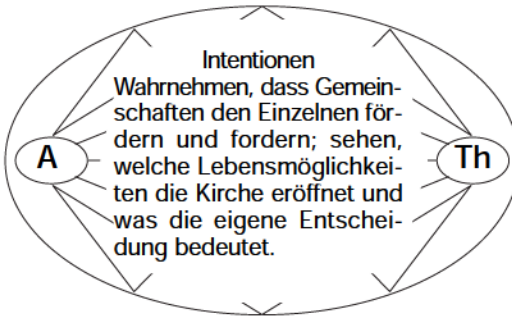 Intentionen
Wahrnehmen, dass Gemein-
schaften den Einzelnen för-
dern und fordern; sehen,
A
welche Lebensmöglichkei-
Th
ten die Kirche eröffnet und
was die eigene Entschei-
dung bedeutet.